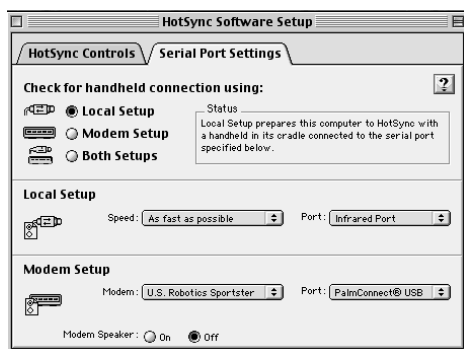 HotSync Software Setup
HotSync Controls
Serial Port Settings
Check for handheld connection using:
?
Local Setup
Modem Setup
Both Setups
Status
Local Setup prepares this computer to HotSync with
a handheld in its cradle connected to the serial port
specified below.
Local Setup
Speed: As fast as possible
Port: Infrared Port
Modem Setup
Modem: U.S. Robotics Sportster
Port: PalmConnect® USB
Modem Speaker: On Off